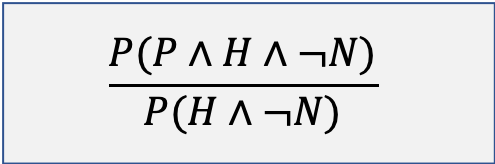 P(P ∧ H ∧ ¬N)
P(H ∧ ¬N)